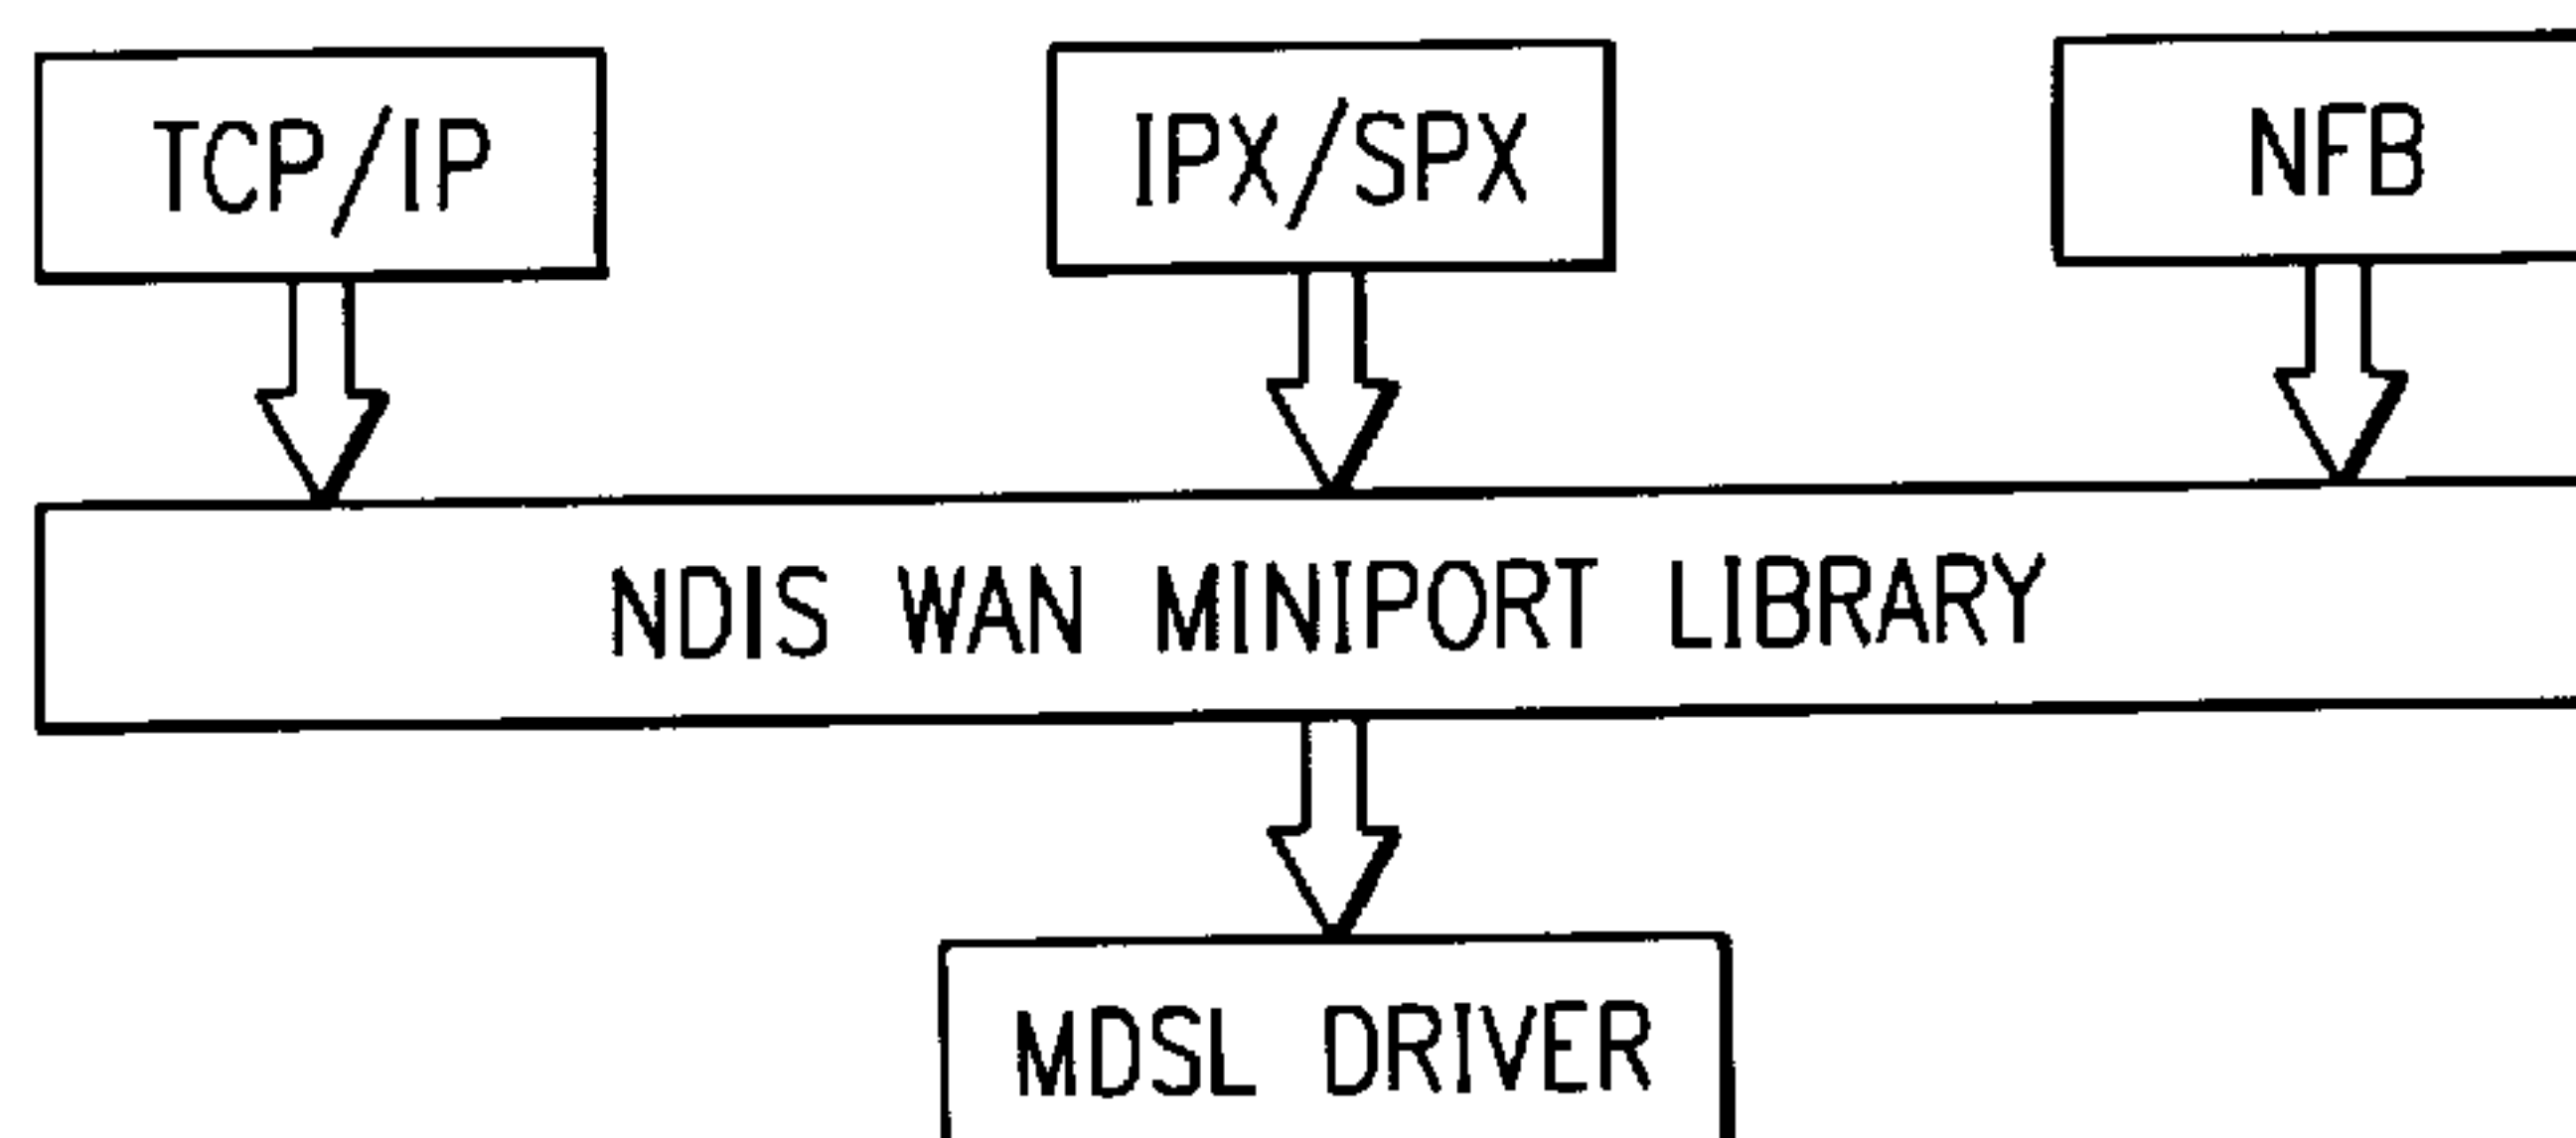 TCP/IP
IPX/SPX
NFB
NDIS WAN MINIPORT LIBRARY
MDSL DRIVER